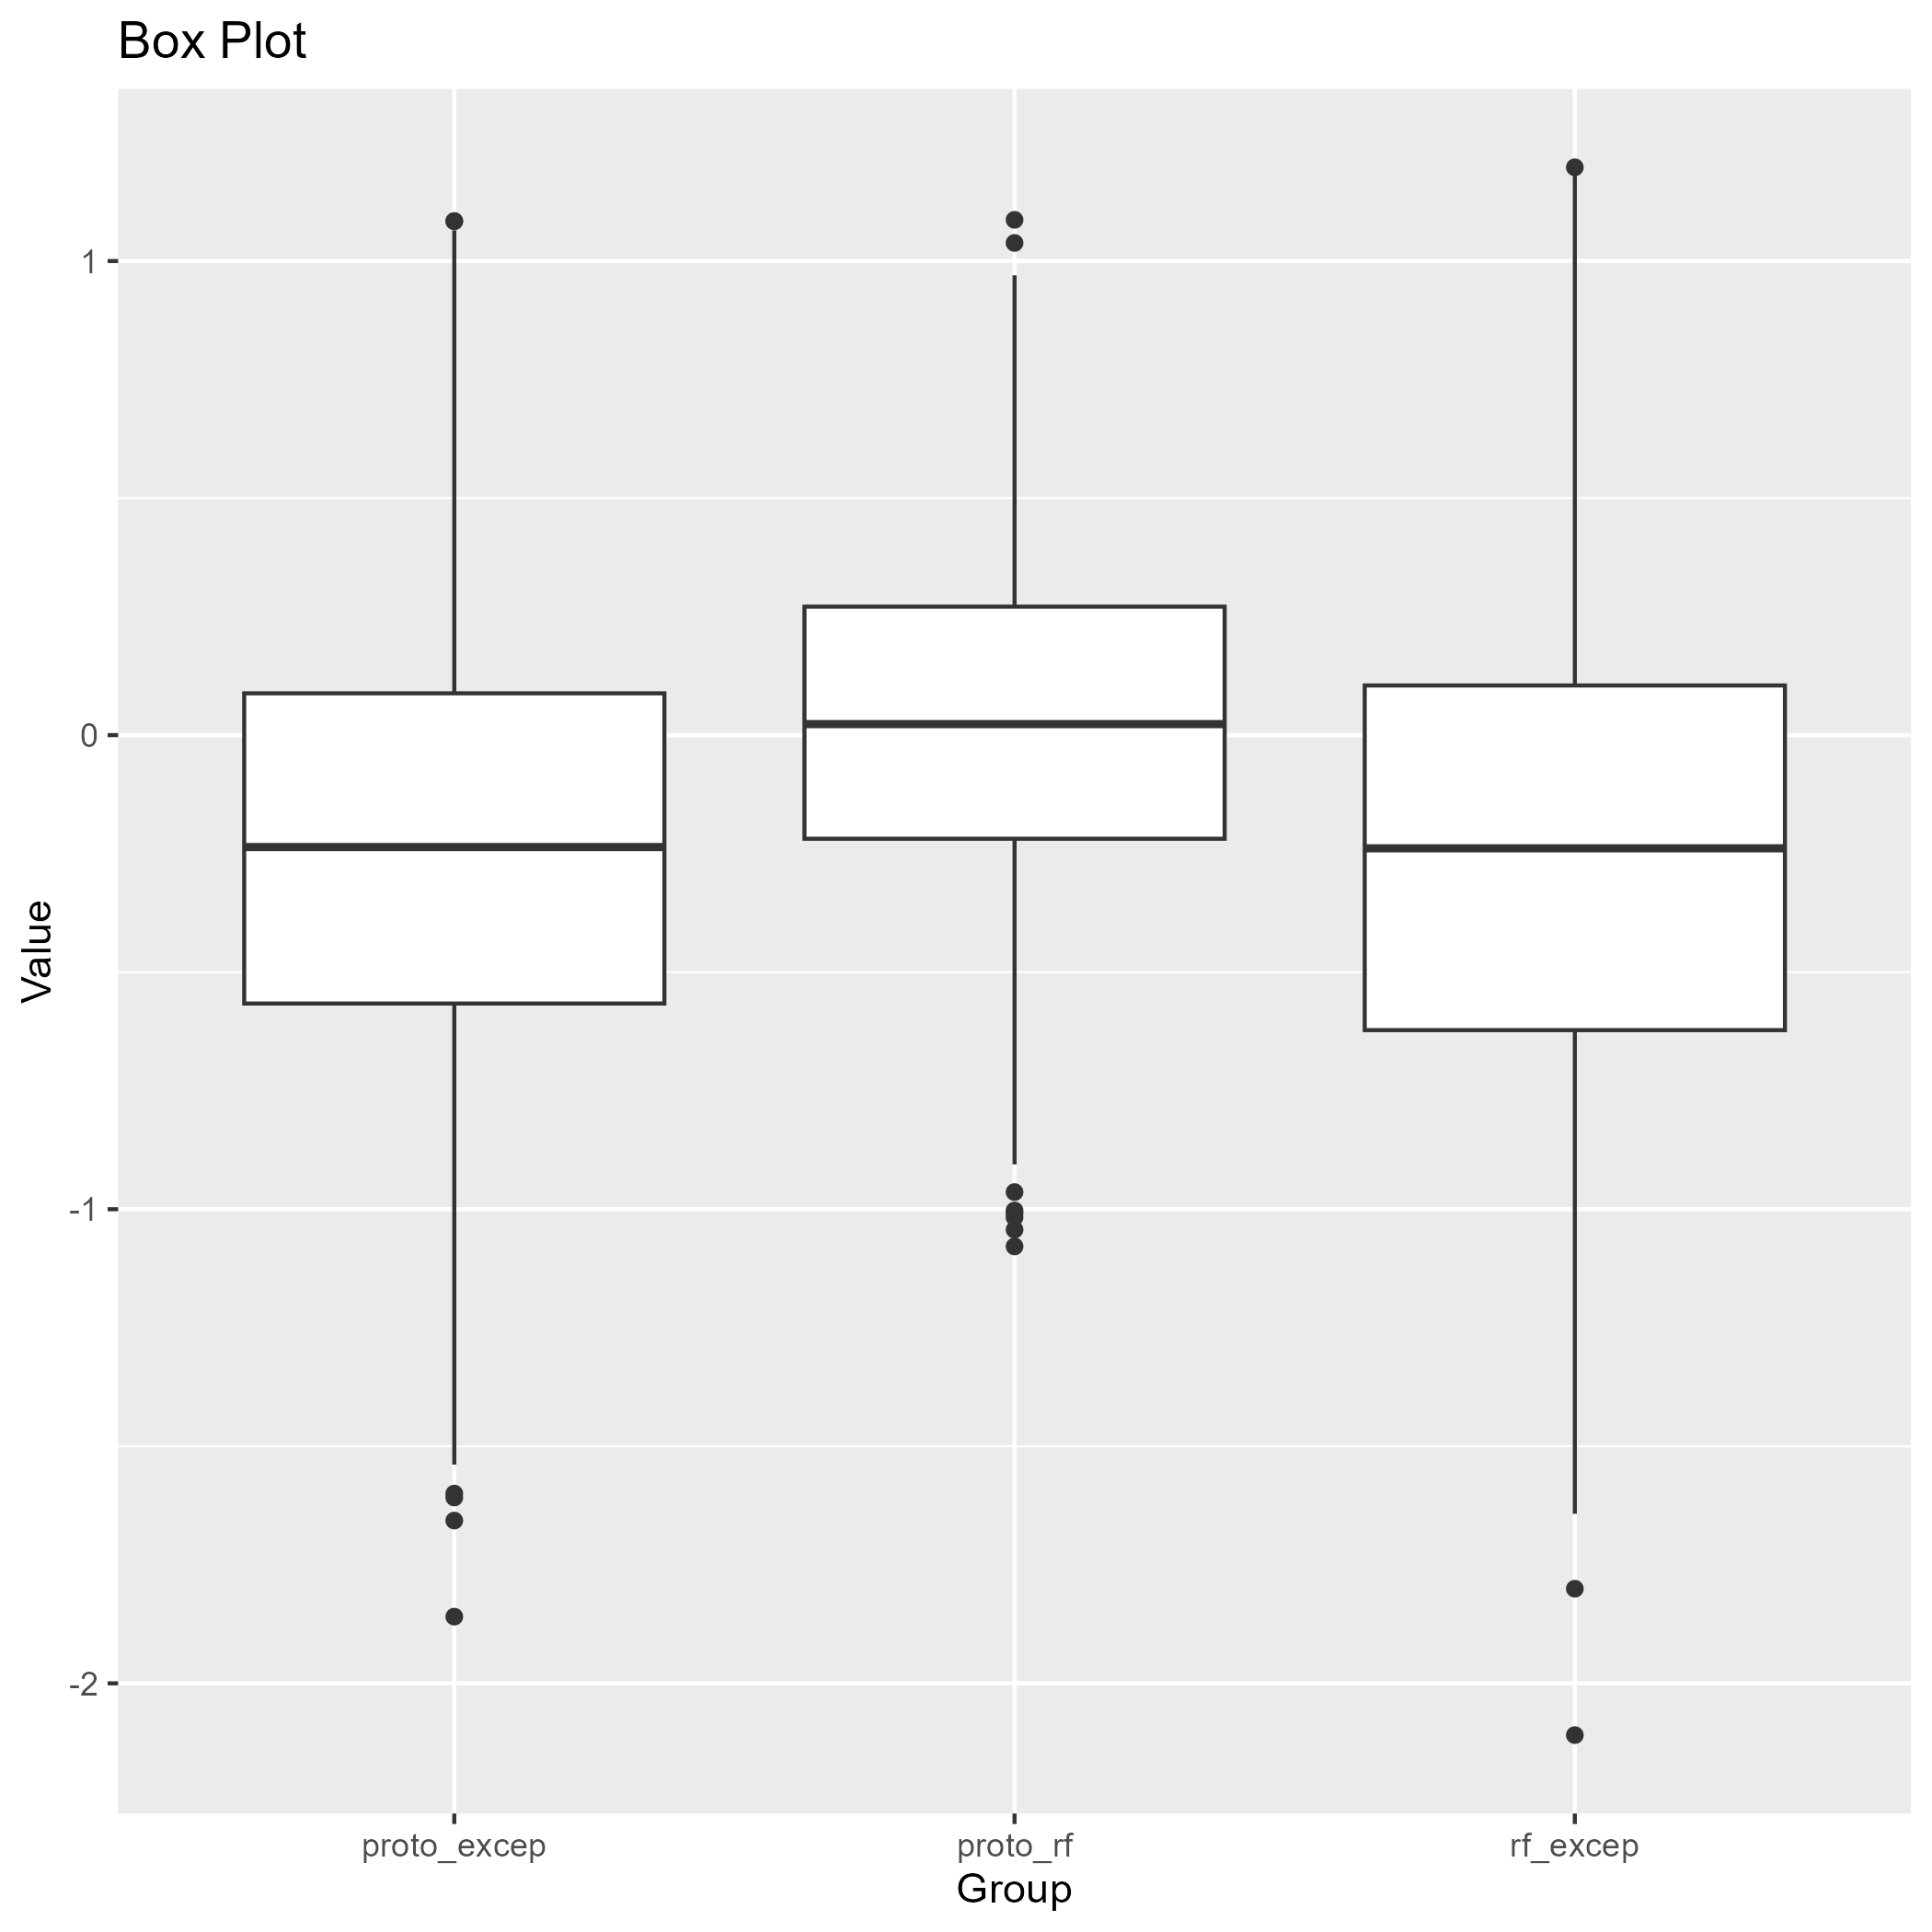 Box Plot
Value
1
0
-1
-2
proto_excep
proto_rf
rf_excep
Group